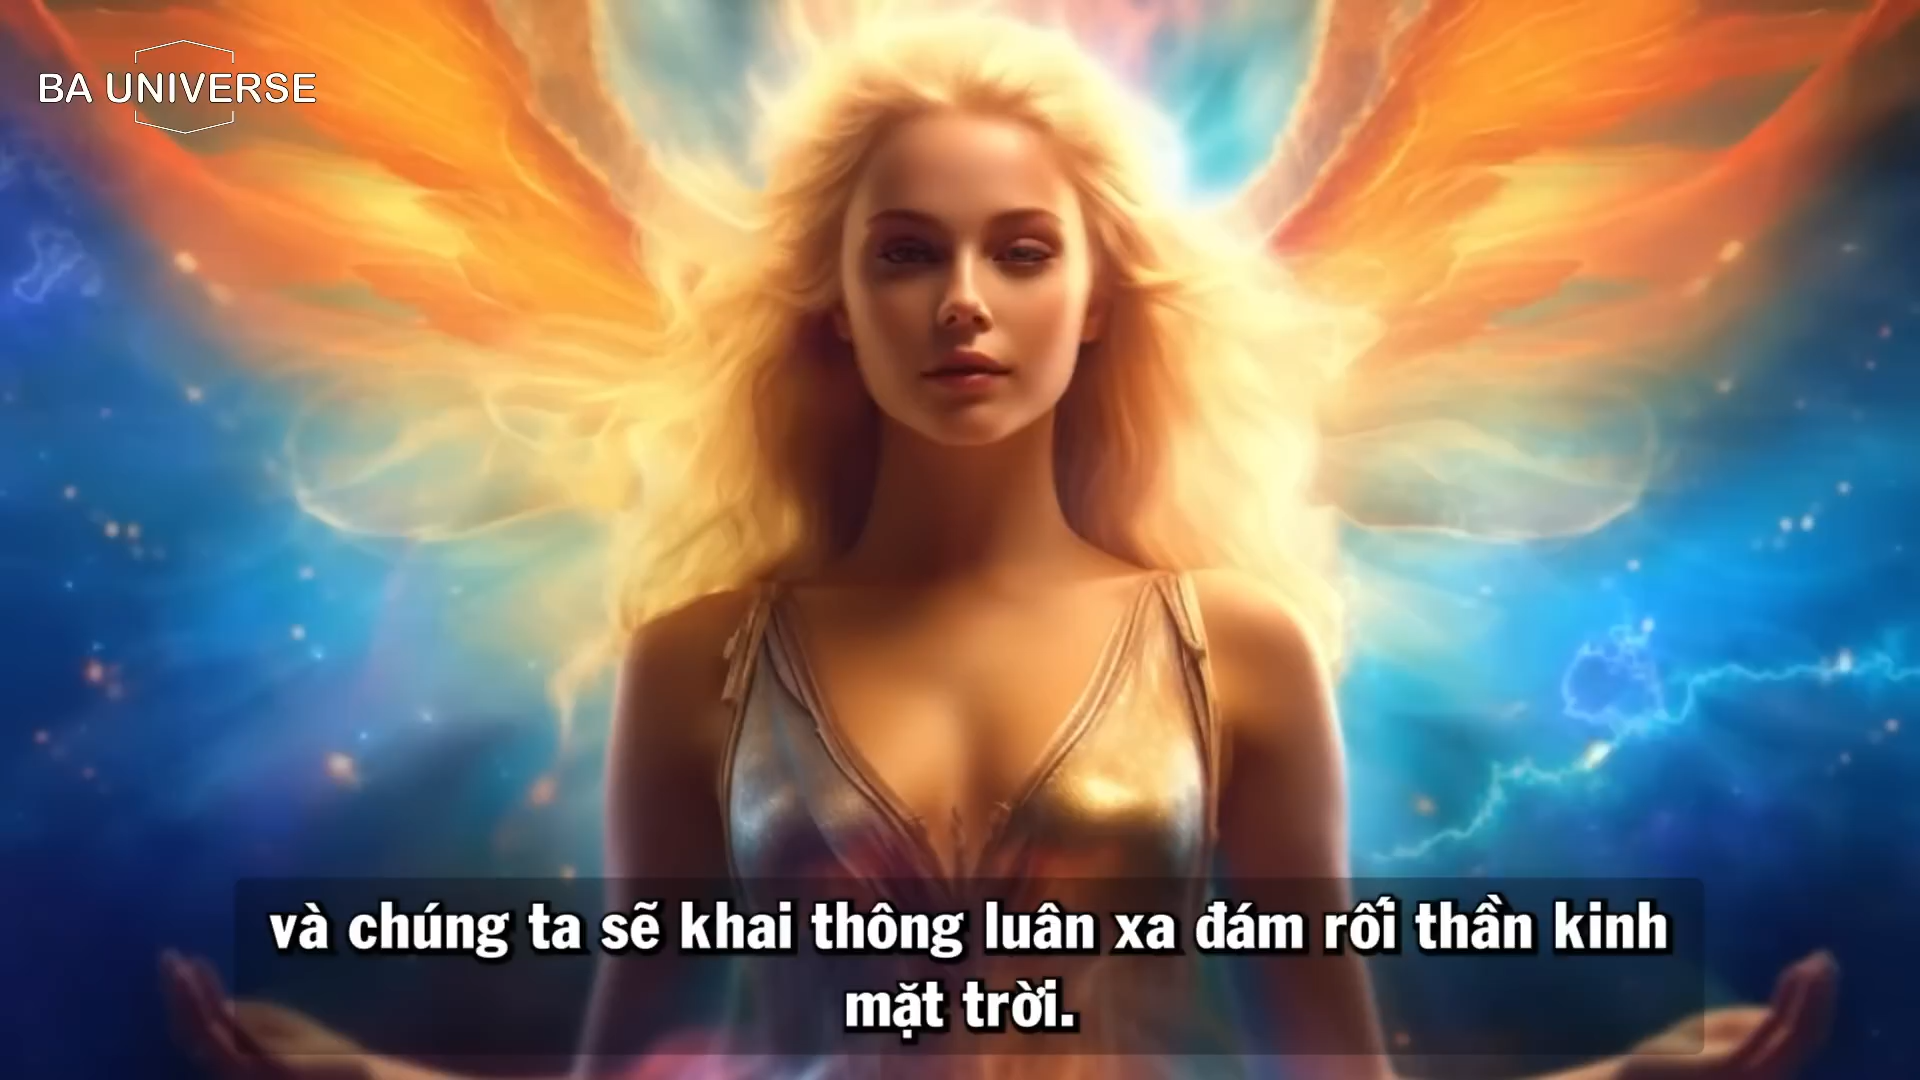 BA UNIVERSE
và chúng ta sẽ khai thông luân xa đám rối thần kinh
mặt trời.